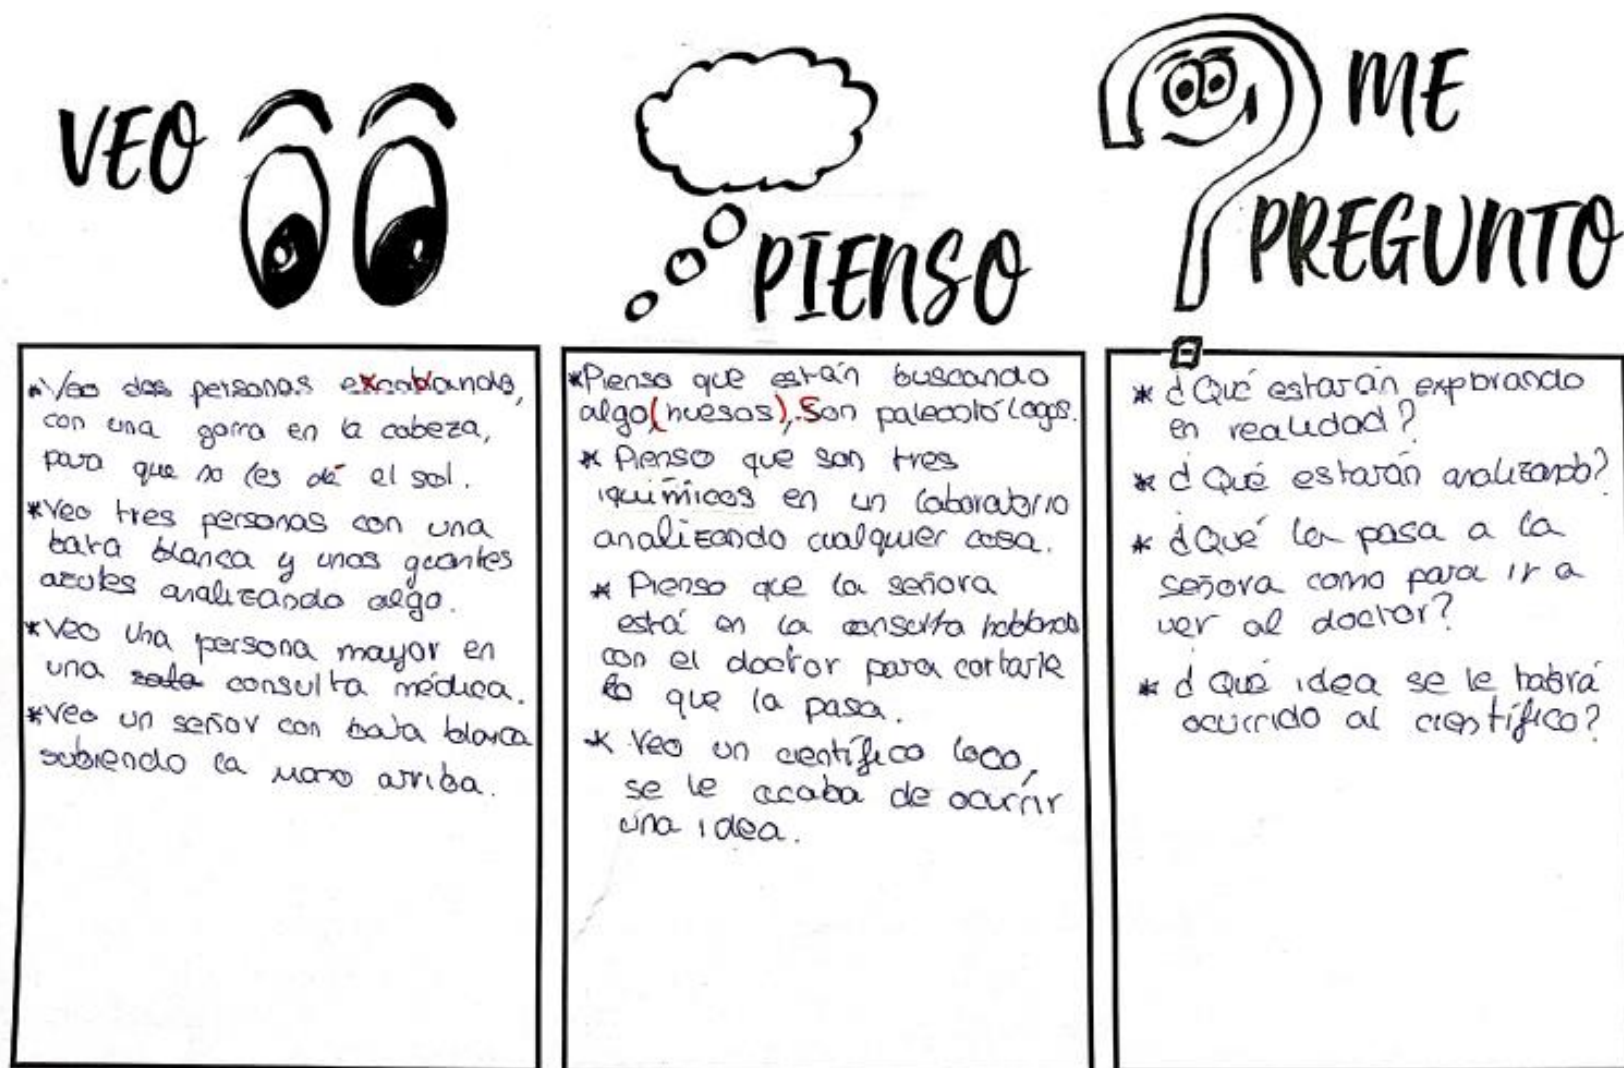 VEO
* Veo dos personas excabando,
con una gorra en la cabeza,
para que no les dé el sol.
* Veo tres personas con una
bata blanca y unos guantes
azules analizando algo.
* Veo una persona mayor en
una sala consulta médica.
* Veo un señor con bata blanca
subiendo la mano arriba.
PIENSO
* Pienso que están buscando
algo (huesos), Son paleontólogos.
* Pienso que son tres
químicos en un laboratorio
analizando cualquier cosa.
* Pienso que la señora
está en la consulta hablando
con el doctor para contarle
lo que la pasa.
* Veo un científico loco,
se le acaba de ocurrir
una idea.
ME
PREGUNTO
* ¿Qué estarán explorando
en realidad?
* ¿Qué estarán analizando?
* ¿Qué la pasa a la
señora como para ir a
ver al doctor?
* ¿Qué idea se le habrá
ocurrido al científico?